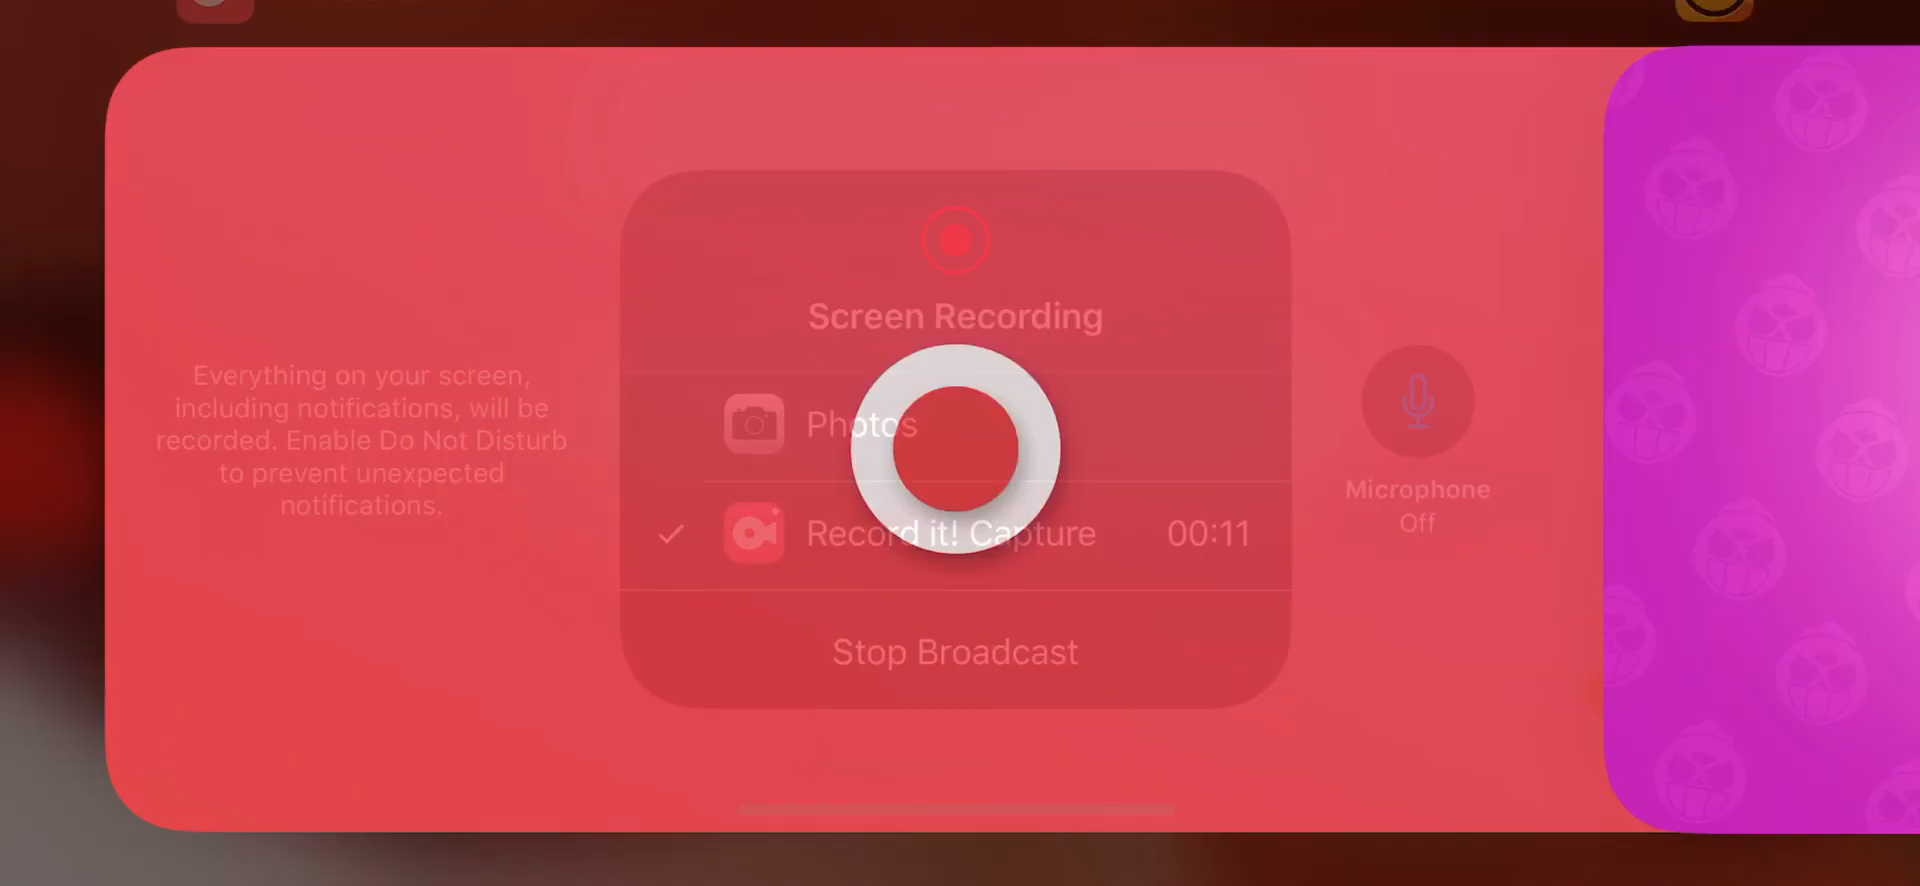 Screen Recording
Everything on your screen,
including notifications, will be
recorded. Enable Do Not Disturb
to prevent unexpected
notifications.
Photos
Record it! Capture 00:11
Stop Broadcast
Microphone
Off